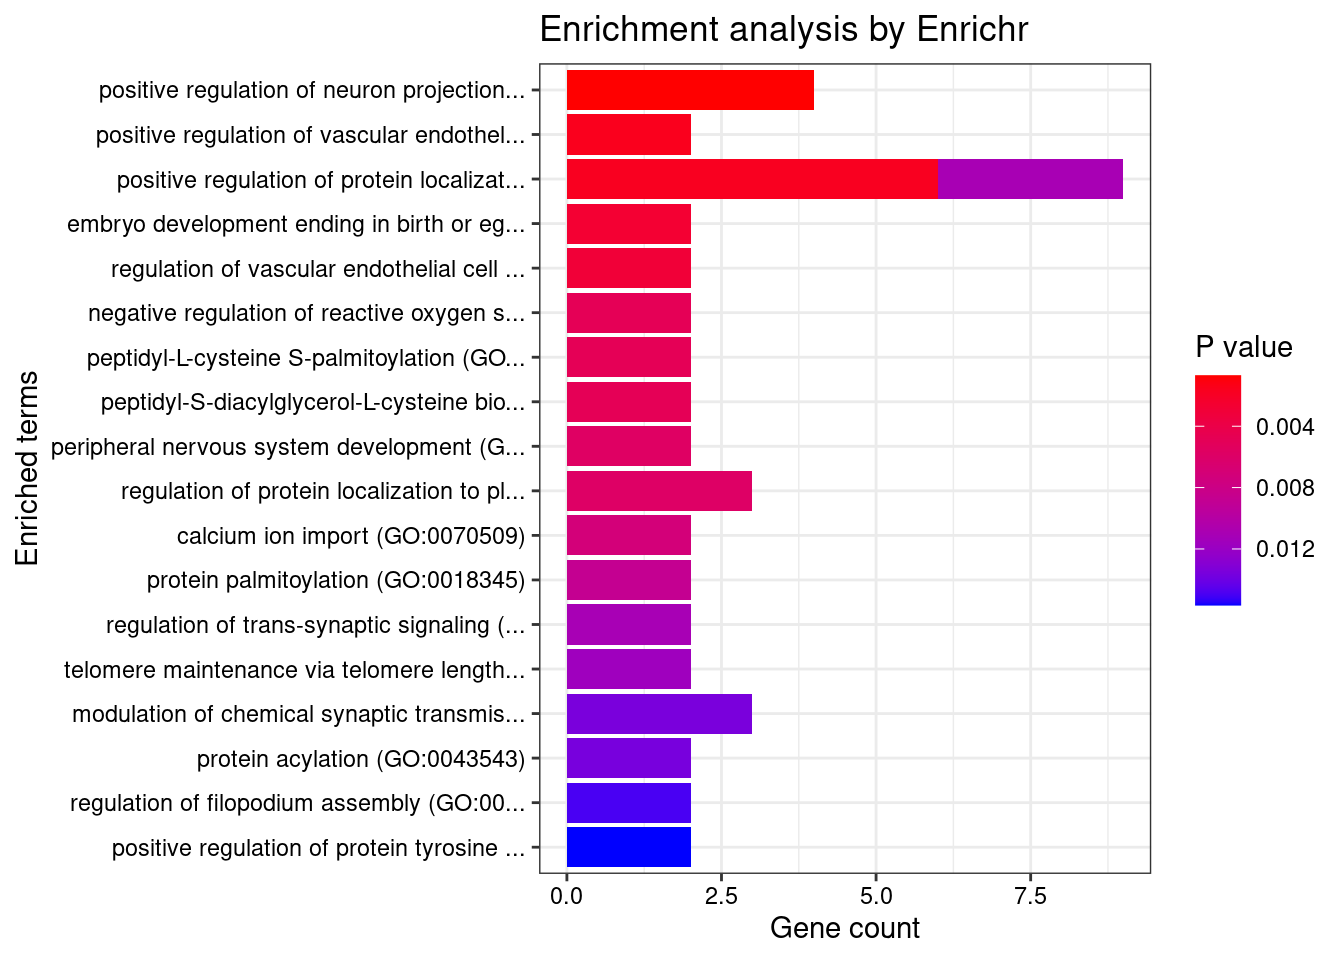 Enrichment analysis by Enrichr
Enriched terms
positive regulation of neuron projection...
positive regulation of vascular endothel...
positive regulation of protein localizat...
embryo development ending in birth or eg...
regulation of vascular endothelial cell ...
negative regulation of reactive oxygen s...
peptidyl-L-cysteine S-palmitoylation (GO...
peptidyl-S-diacylglycerol-L-cysteine bio...
peripheral nervous system development (G...
regulation of protein localization to pl...
calcium ion import (GO:0070509)
protein palmitoylation (GO:0018345)
regulation of trans-synaptic signaling (...
telomere maintenance via telomere length...
modulation of chemical synaptic transmis...
protein acylation (GO:0043543)
regulation of filopodium assembly (GO:00...
positive regulation of protein tyrosine ...
0.0 2.5 5.0 7.5
Gene count
P value
0.004
0.008
0.012